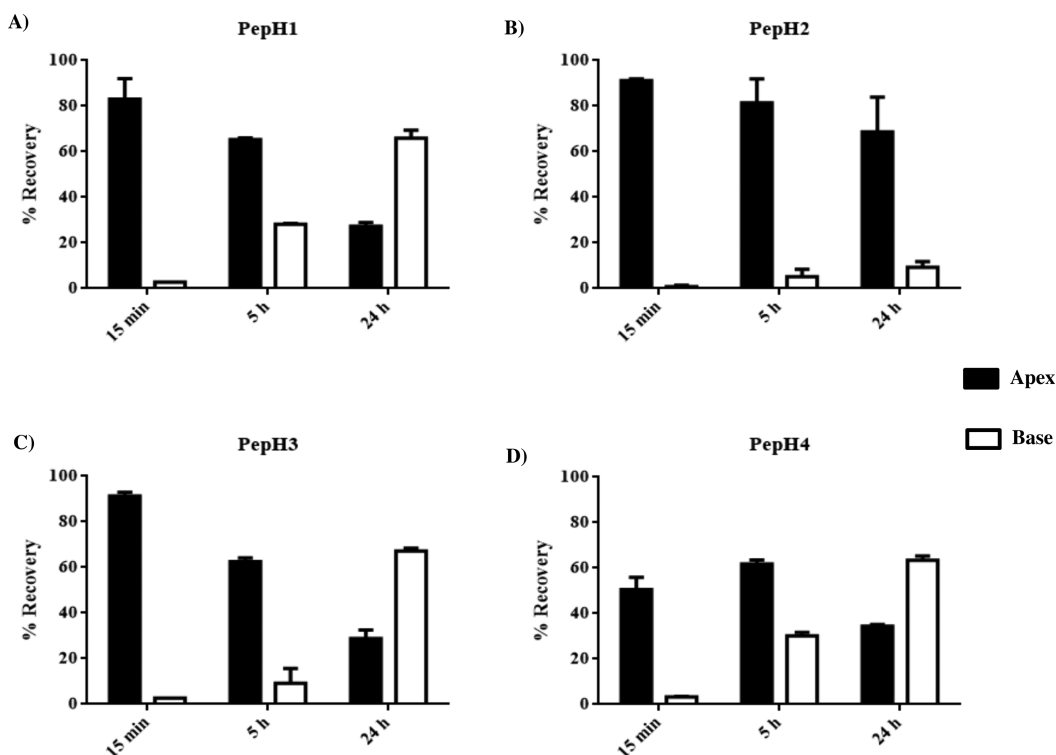 A)
PepH1
% Recovery
100
80
60
40
20
0
15 min
5 h
24 h
B)
PepH2
% Recovery
100
80
60
40
20
0
15 min
5 h
24 h
Apex
Base
C)
PepH3
% Recovery
100
80
60
40
20
0
15 min
5 h
24 h
D)
PepH4
% Recovery
100
80
60
40
20
0
15 min
5 h
24 h